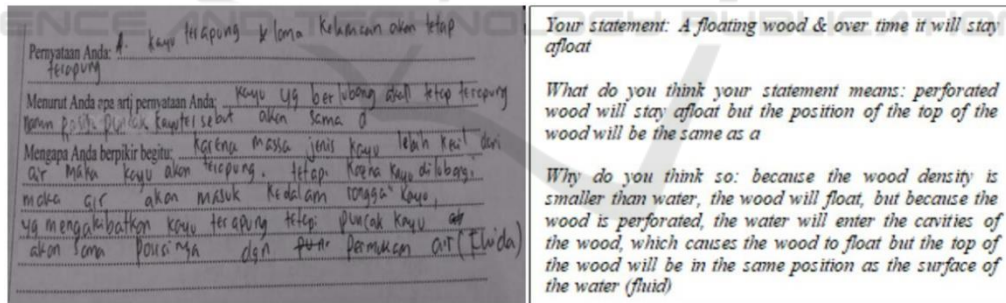 SCIENCE AND TECHNOLOGY PUBLICATIONS
Pernyataan Anda: A. kayu terapung & lama kelamaan akan tetap
terapung
Menurut Anda apa arti pernyataan Anda: kayu yg berlubang akan tetap terapung
namun posisi puncak kayu tersebut akan sama d
Mengapa Anda berpikir begitu: karena massa jenis kayu lebih kecil dari
air maka kayu akan terapung. tetapi karena kayu dilubangi
maka air akan masuk kedalam rongga" kayu,
yg mengakibatkan kayu terapung tetapi puncak kayu
akan sama posisinya dgn permukaan air (fluida)
Your statement: A floating wood & over time it will stay
afloat
What do you think your statement means: perforated
wood will stay afloat but the position of the top of the
wood will be the same as a
Why do you think so: because the wood density is
smaller than water, the wood will float, but because the
wood is perforated, the water will enter the cavities of
the wood, which causes the wood to float but the top of
the wood will be in the same position as the surface of
the water (fluid)